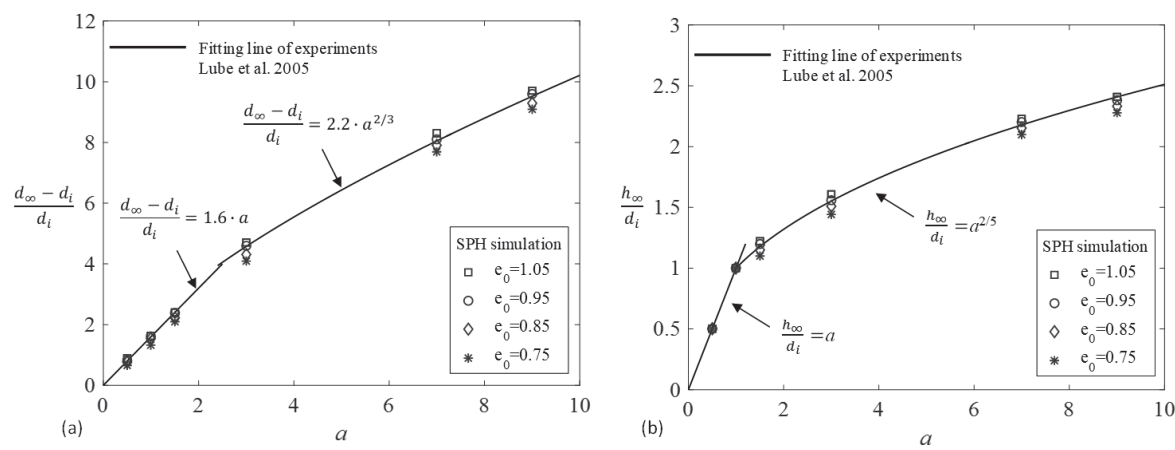 12
10
8
6
4
2
0
0
2
4
6
8
10
d∞ − di / di
a
(a)
Fitting line of experiments
Lube et al. 2005
d∞ − di / di = 2.2 · a^2/3
d∞ − di / di = 1.6 · a
SPH simulation
e0=1.05
e0=0.95
e0=0.85
e0=0.75
3
2.5
2
1.5
1
0.5
0
0
2
4
6
8
10
h∞ / di
a
(b)
Fitting line of experiments
Lube et al. 2005
h∞ / di = a^2/5
h∞ / di = a
SPH simulation
e0=1.05
e0=0.95
e0=0.85
e0=0.75